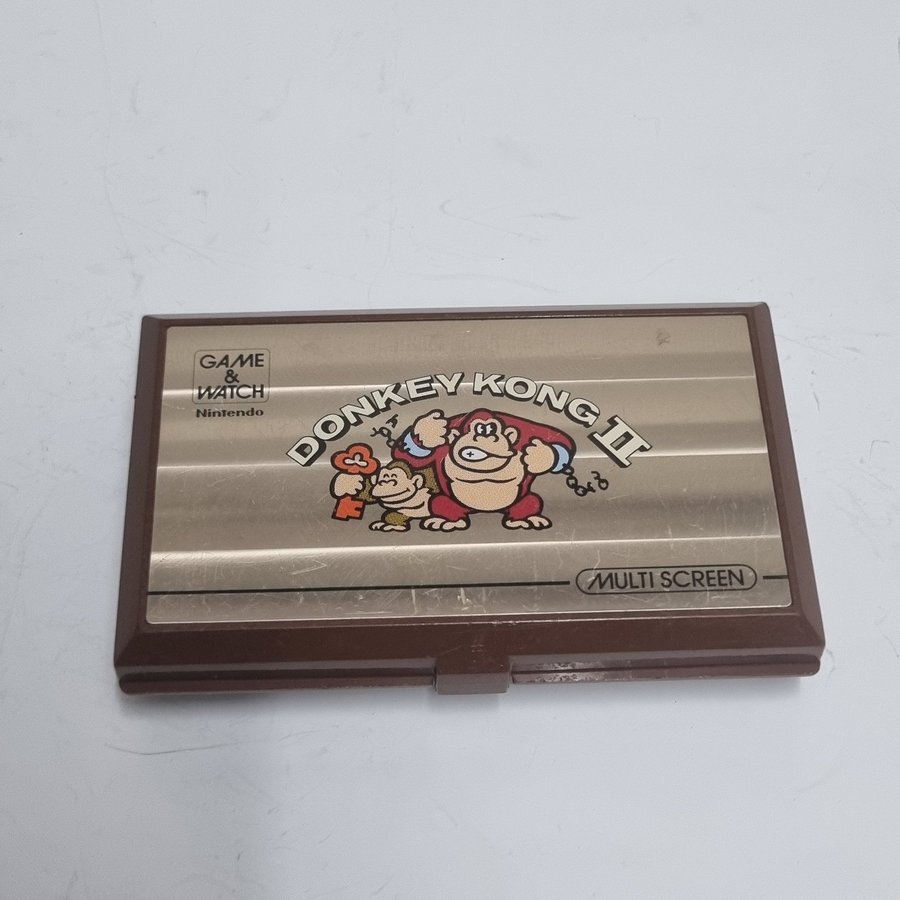 GAME
&
WATCH
Nintendo
DONKEY KONG II
MULTI SCREEN